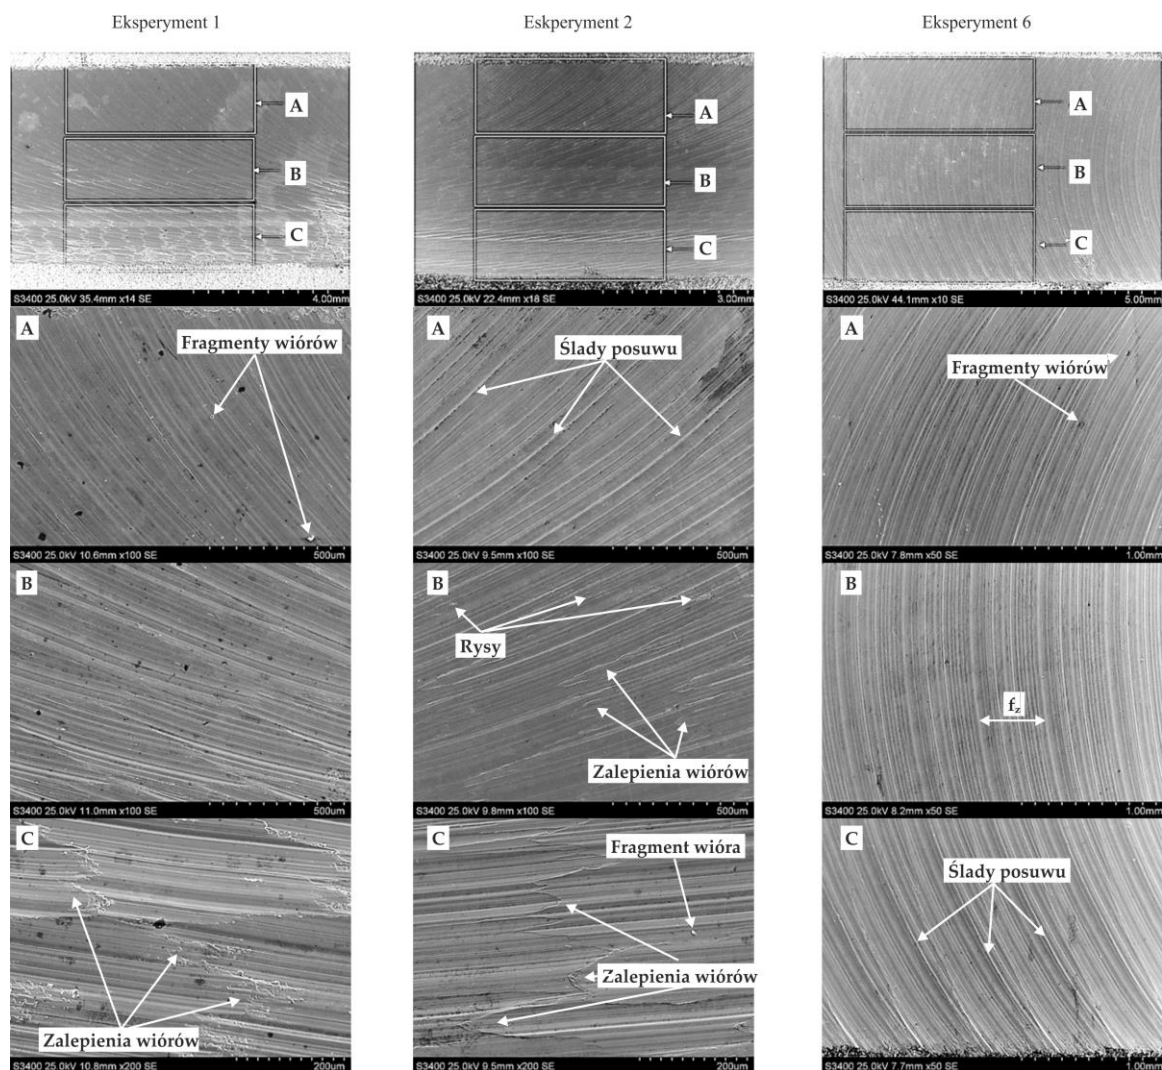 Eksperyment 1
Eskperyment 2
Eksperyment 6
A
B
C
S3400 25.0kV 35.4mm x14 SE 4.00mm
A
B
C
S3400 25.0kV 22.4mm x18 SE 3.00mm
A
B
C
S3400 25.0kV 44.1mm x10 SE 5.00mm
A
Fragmenty wiórów
S3400 25.0kV 10.6mm x100 SE 500um
A
Ślady posuwu
S3400 25.0kV 9.5mm x100 SE 500um
A
Fragmenty wiórów
S3400 25.0kV 7.8mm x50 SE 1.00mm
B
S3400 25.0kV 11.0mm x100 SE 500um
B
Rysy
Zalepienia wiórów
S3400 25.0kV 9.8mm x100 SE 500um
B
fz
S3400 25.0kV 8.2mm x50 SE 1.00mm
C
Zalepienia wiórów
S3400 25.0kV 10.8mm x200 SE 200um
C
Fragment wióra
Zalepienia wiórów
S3400 25.0kV 9.5mm x200 SE 200um
C
Ślady posuwu
S3400 25.0kV 7.7mm x50 SE 1.00mm